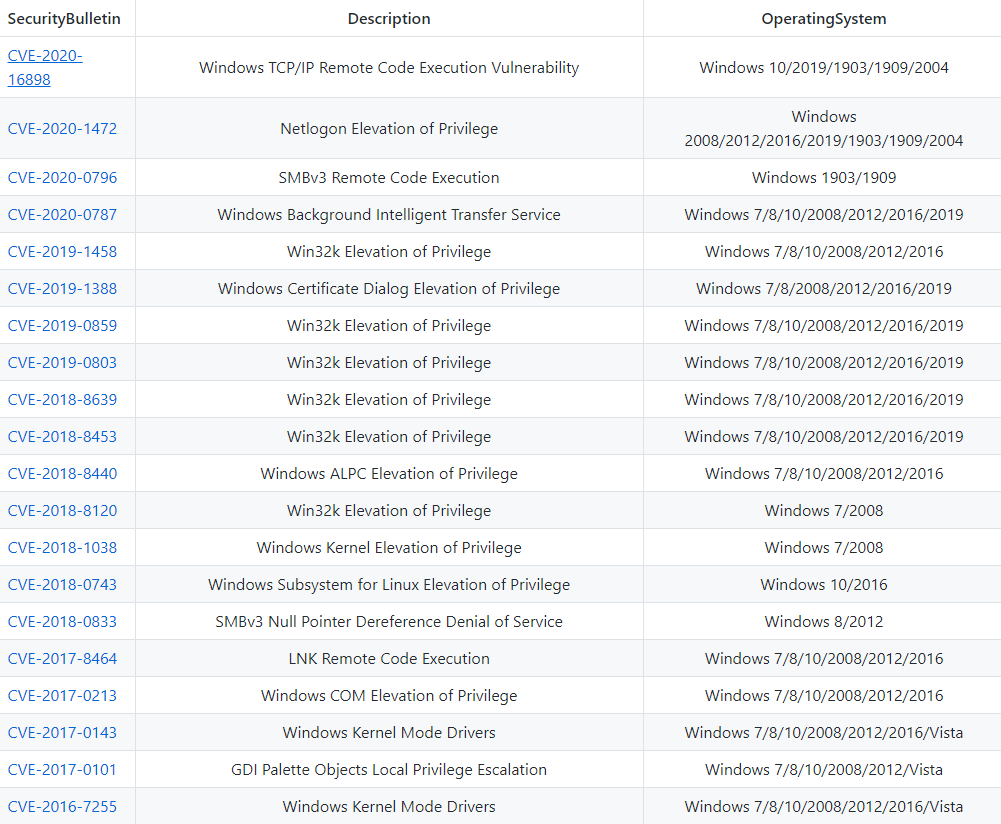 SecurityBulletin Description OperatingSystem
CVE-2020-
16898 Windows TCP/IP Remote Code Execution Vulnerability Windows 10/2019/1903/1909/2004
CVE-2020-1472 Netlogon Elevation of Privilege Windows
2008/2012/2016/2019/1903/1909/2004
CVE-2020-0796 SMBv3 Remote Code Execution Windows 1903/1909
CVE-2020-0787 Windows Background Intelligent Transfer Service Windows 7/8/10/2008/2012/2016/2019
CVE-2019-1458 Win32k Elevation of Privilege Windows 7/8/10/2008/2012/2016
CVE-2019-1388 Windows Certificate Dialog Elevation of Privilege Windows 7/8/2008/2012/2016/2019
CVE-2019-0859 Win32k Elevation of Privilege Windows 7/8/10/2008/2012/2016/2019
CVE-2019-0803 Win32k Elevation of Privilege Windows 7/8/10/2008/2012/2016/2019
CVE-2018-8639 Win32k Elevation of Privilege Windows 7/8/10/2008/2012/2016/2019
CVE-2018-8453 Win32k Elevation of Privilege Windows 7/8/10/2008/2012/2016/2019
CVE-2018-8440 Windows ALPC Elevation of Privilege Windows 7/8/10/2008/2012/2016
CVE-2018-8120 Win32k Elevation of Privilege Windows 7/2008
CVE-2018-1038 Windows Kernel Elevation of Privilege Windows 7/2008
CVE-2018-0743 Windows Subsystem for Linux Elevation of Privilege Windows 10/2016
CVE-2018-0833 SMBv3 Null Pointer Dereference Denial of Service Windows 8/2012
CVE-2017-8464 LNK Remote Code Execution Windows 7/8/10/2008/2012/2016
CVE-2017-0213 Windows COM Elevation of Privilege Windows 7/8/10/2008/2012/2016
CVE-2017-0143 Windows Kernel Mode Drivers Windows 7/8/10/2008/2012/2016/Vista
CVE-2017-0101 GDI Palette Objects Local Privilege Escalation Windows 7/8/10/2008/2012/Vista
CVE-2016-7255 Windows Kernel Mode Drivers Windows 7/8/10/2008/2012/2016/Vista